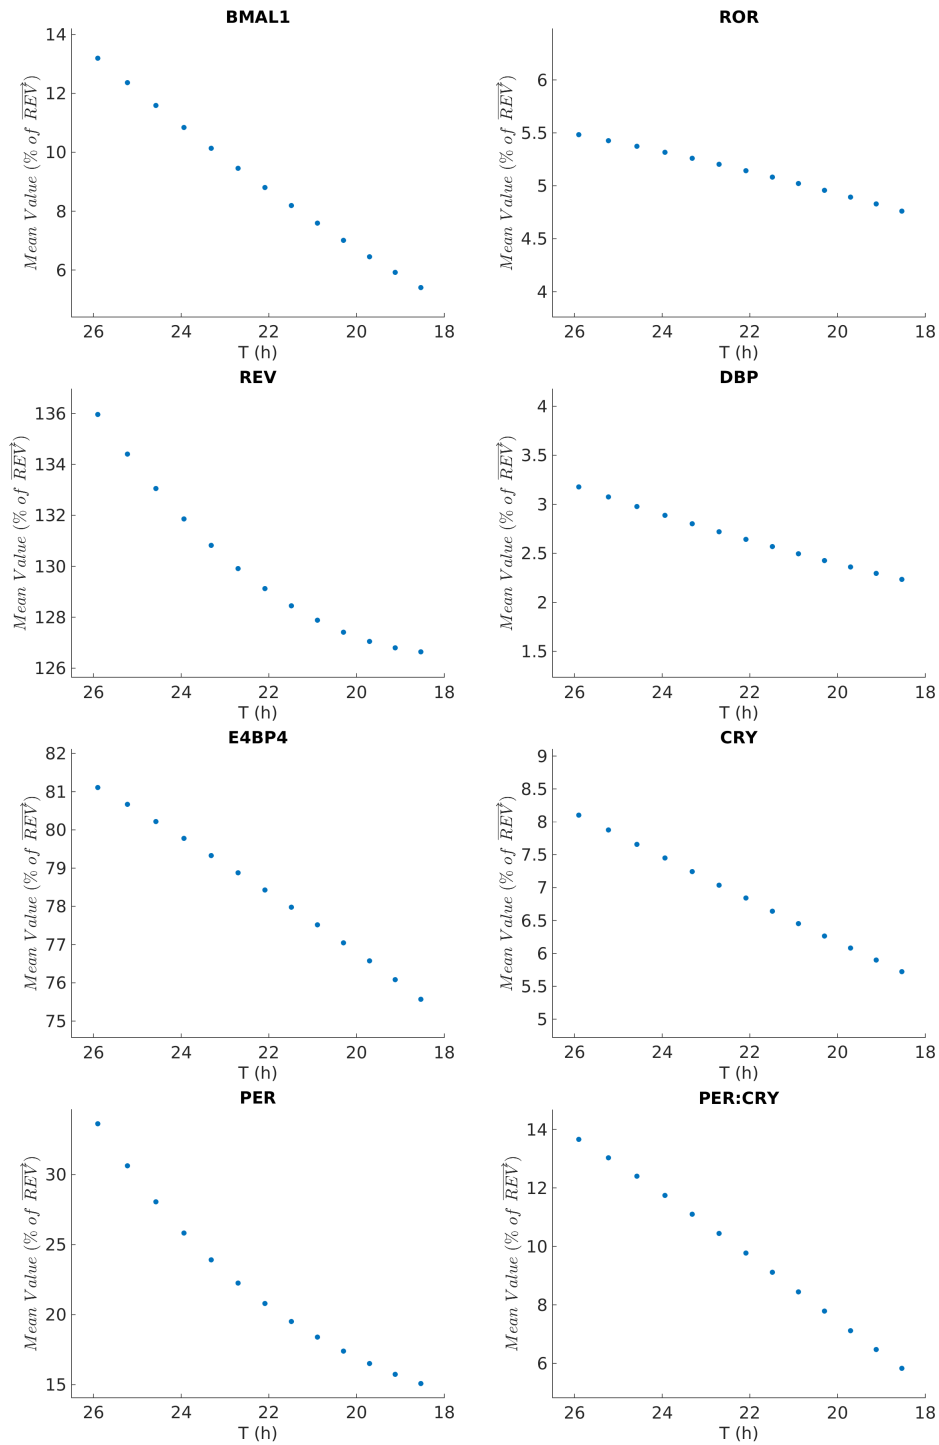 BMAL1
14
12
10
8
6
Mean Value (% of REV)
26 24 22 20 18
T (h)
ROR
6
5.5
5
4.5
4
Mean Value (% of REV)
26 24 22 20 18
T (h)
REV
136
134
132
130
128
126
Mean Value (% of REV)
26 24 22 20 18
T (h)
DBP
4
3.5
3
2.5
2
1.5
Mean Value (% of REV)
26 24 22 20 18
T (h)
E4BP4
82
81
80
79
78
77
76
75
Mean Value (% of REV)
26 24 22 20 18
T (h)
CRY
9
8.5
8
7.5
7
6.5
6
5.5
5
Mean Value (% of REV)
26 24 22 20 18
T (h)
PER
30
25
20
15
Mean Value (% of REV)
26 24 22 20 18
T (h)
PER:CRY
14
12
10
8
6
Mean Value (% of REV)
26 24 22 20 18
T (h)